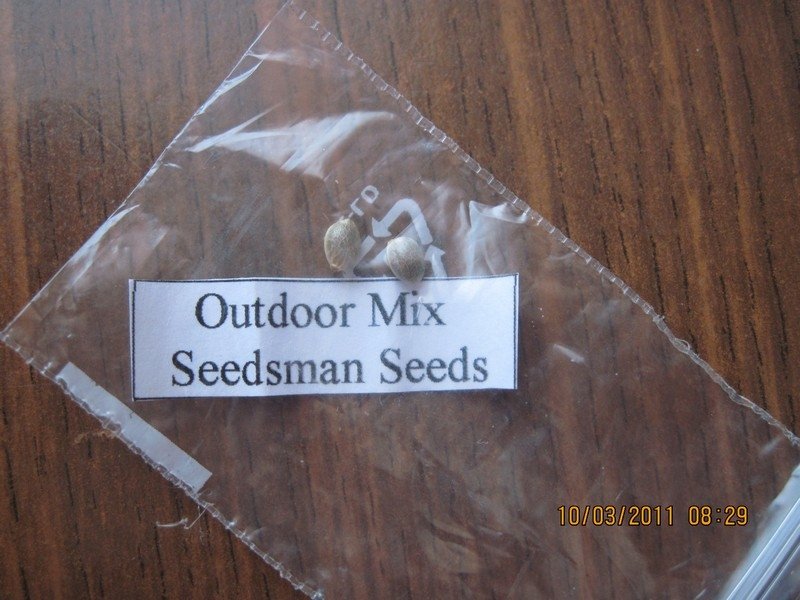 Outdoor Mix
Seedsman Seeds
10/03/2011 08:29